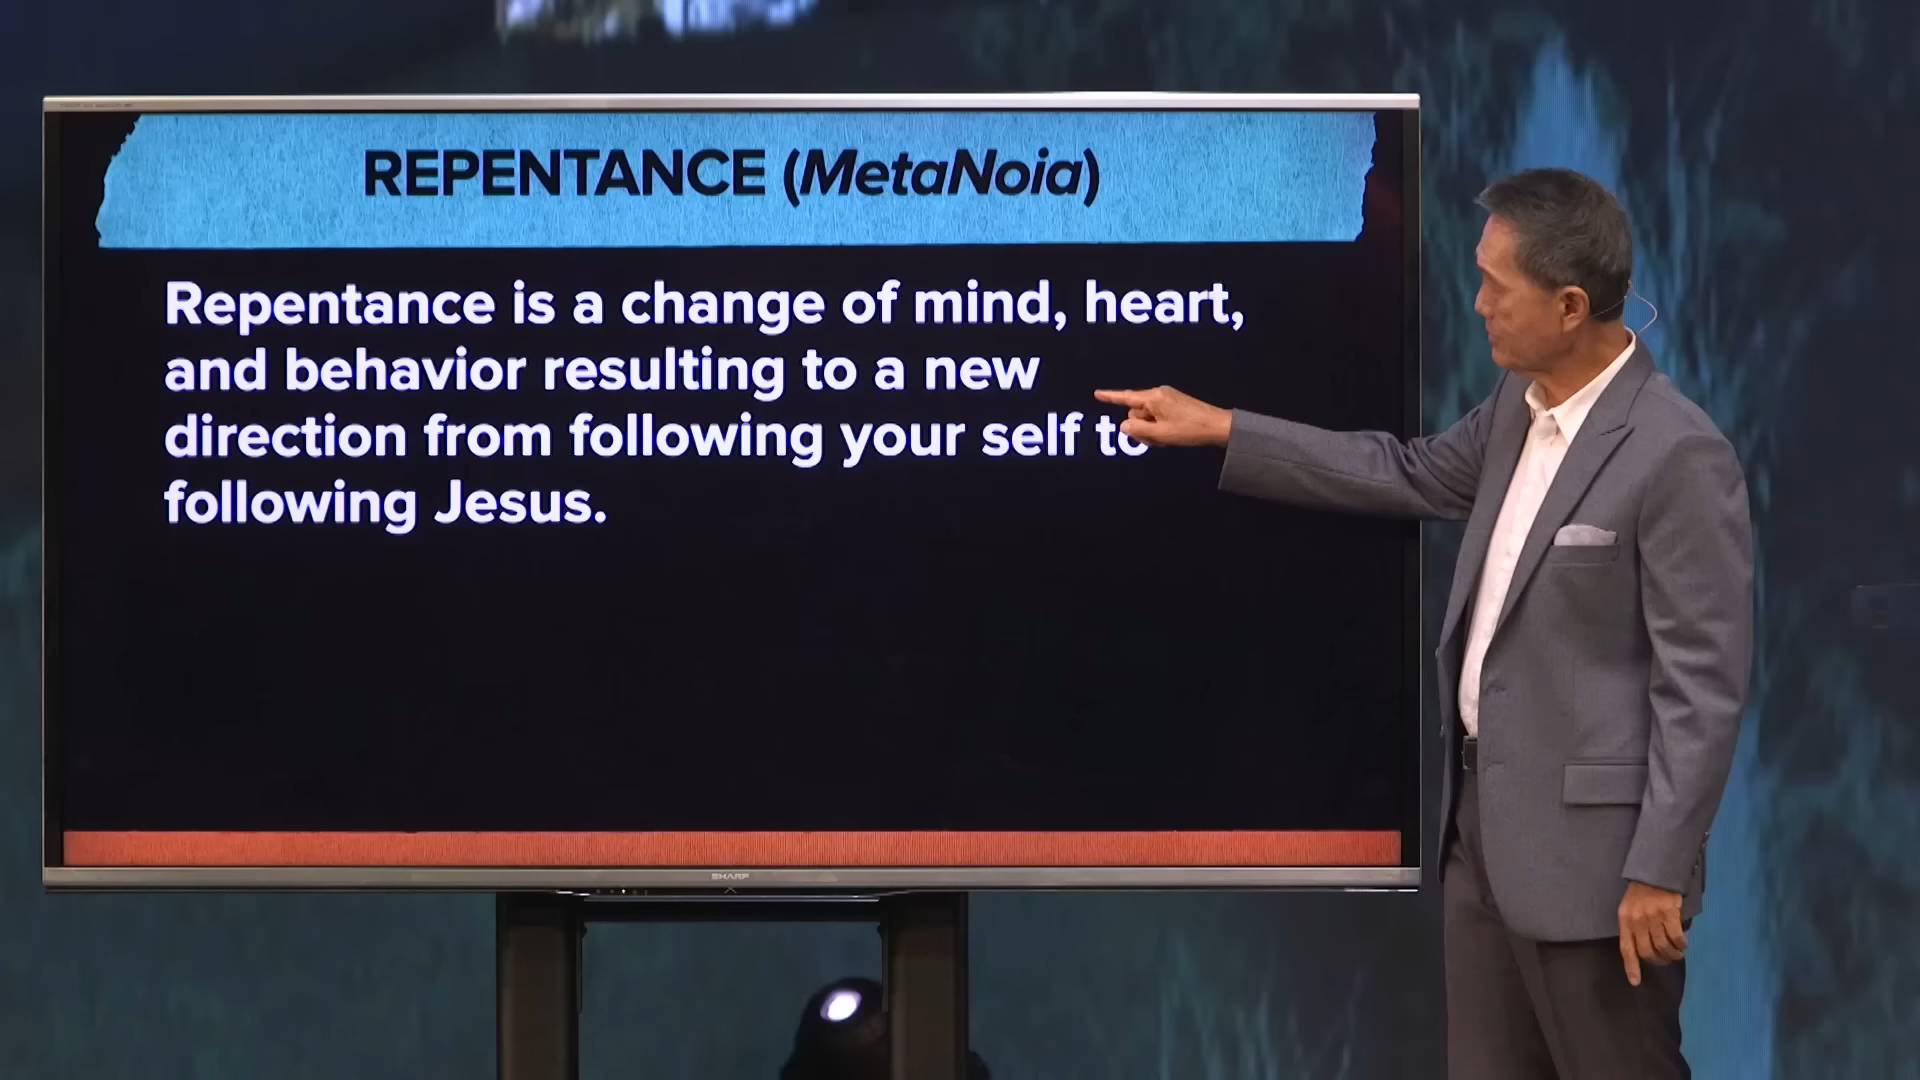 REPENTANCE (MetaNoia)
Repentance is a change of mind, heart,
and behavior resulting to a new
direction from following your self to
following Jesus.
SHARP